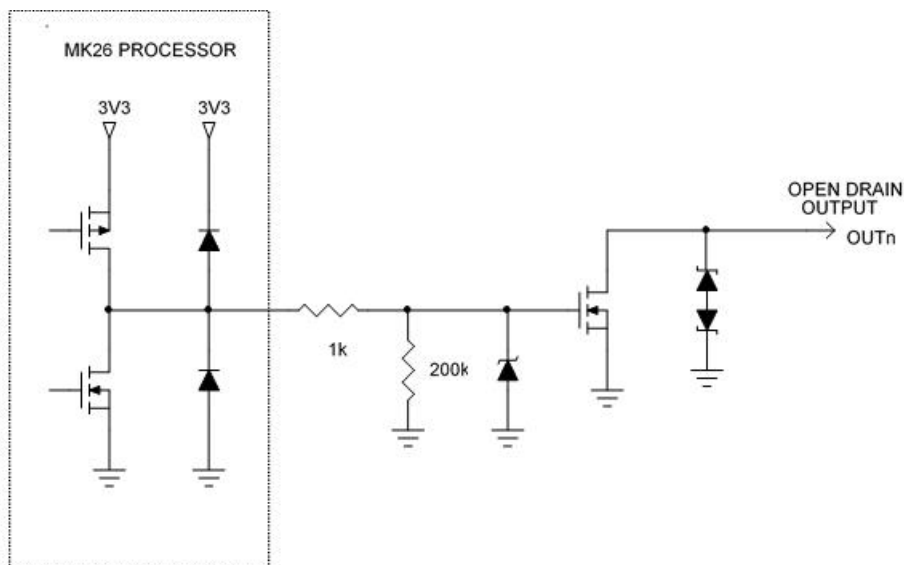 MK26 PROCESSOR
3V3
3V3
OPEN DRAIN
OUTPUT
OUTn
1k
200k